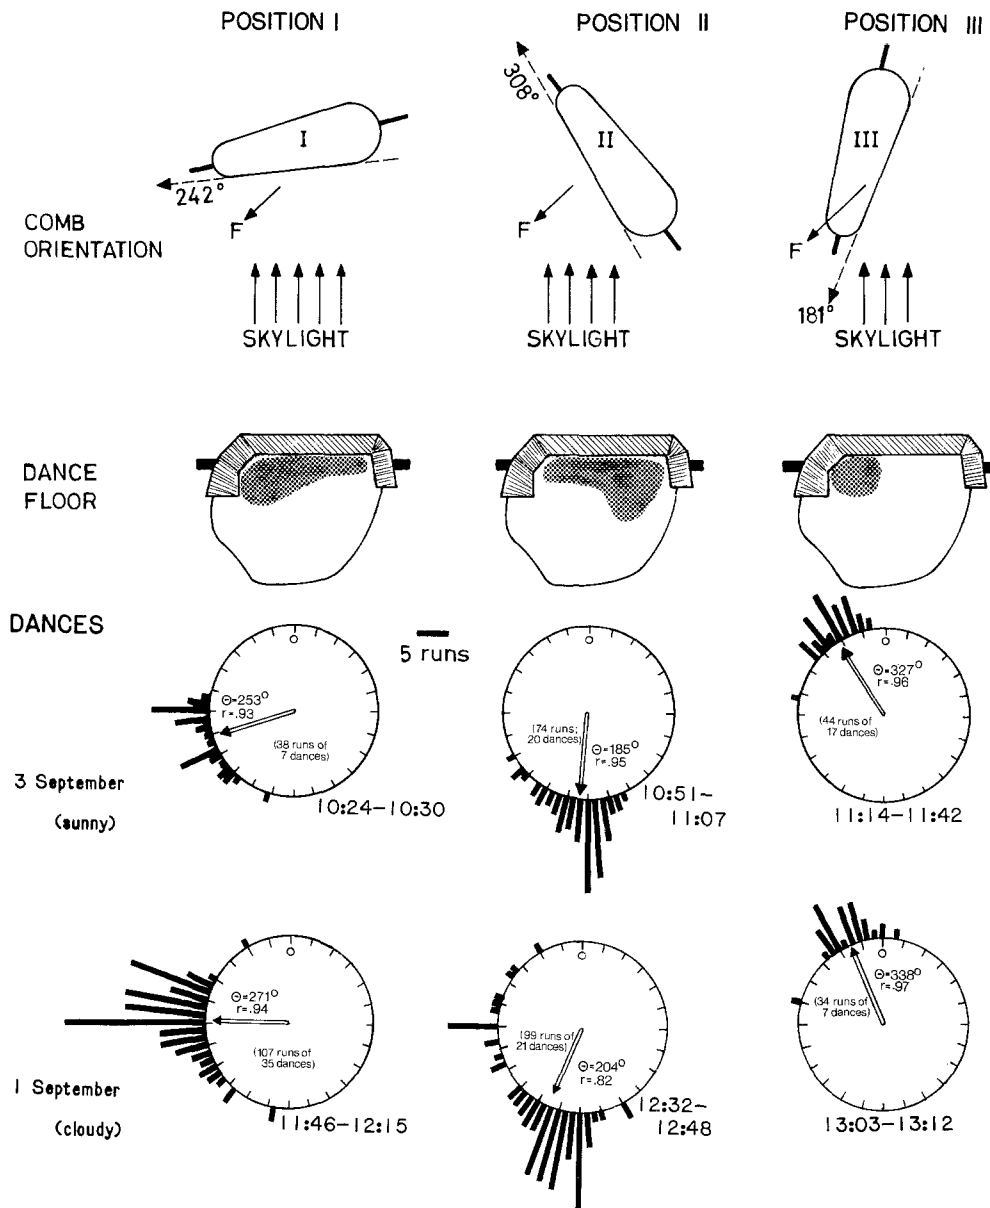 POSITION I
POSITION II
POSITION III
COMB
ORIENTATION
I
242°
F
SKYLIGHT
308°
II
F
SKYLIGHT
III
F
181°
SKYLIGHT
DANCE
FLOOR
DANCES
5 runs
3 September
(sunny)
Θ=253°
r=.93
(38 runs of
7 dances)
10:24-10:30
(74 runs;
20 dances)
Θ=185°
r=.95
10:51-
11:07
Θ=327°
r=.96
(44 runs of
17 dances)
11:14-11:42
1 September
(cloudy)
Θ=271°
r=.94
(107 runs of
35 dances)
11:46-12:15
(99 runs of
21 dances)
Θ=204°
r=.82
12:32-
12:48
Θ=338°
r=.97
(34 runs of
7 dances)
13:03-13:12